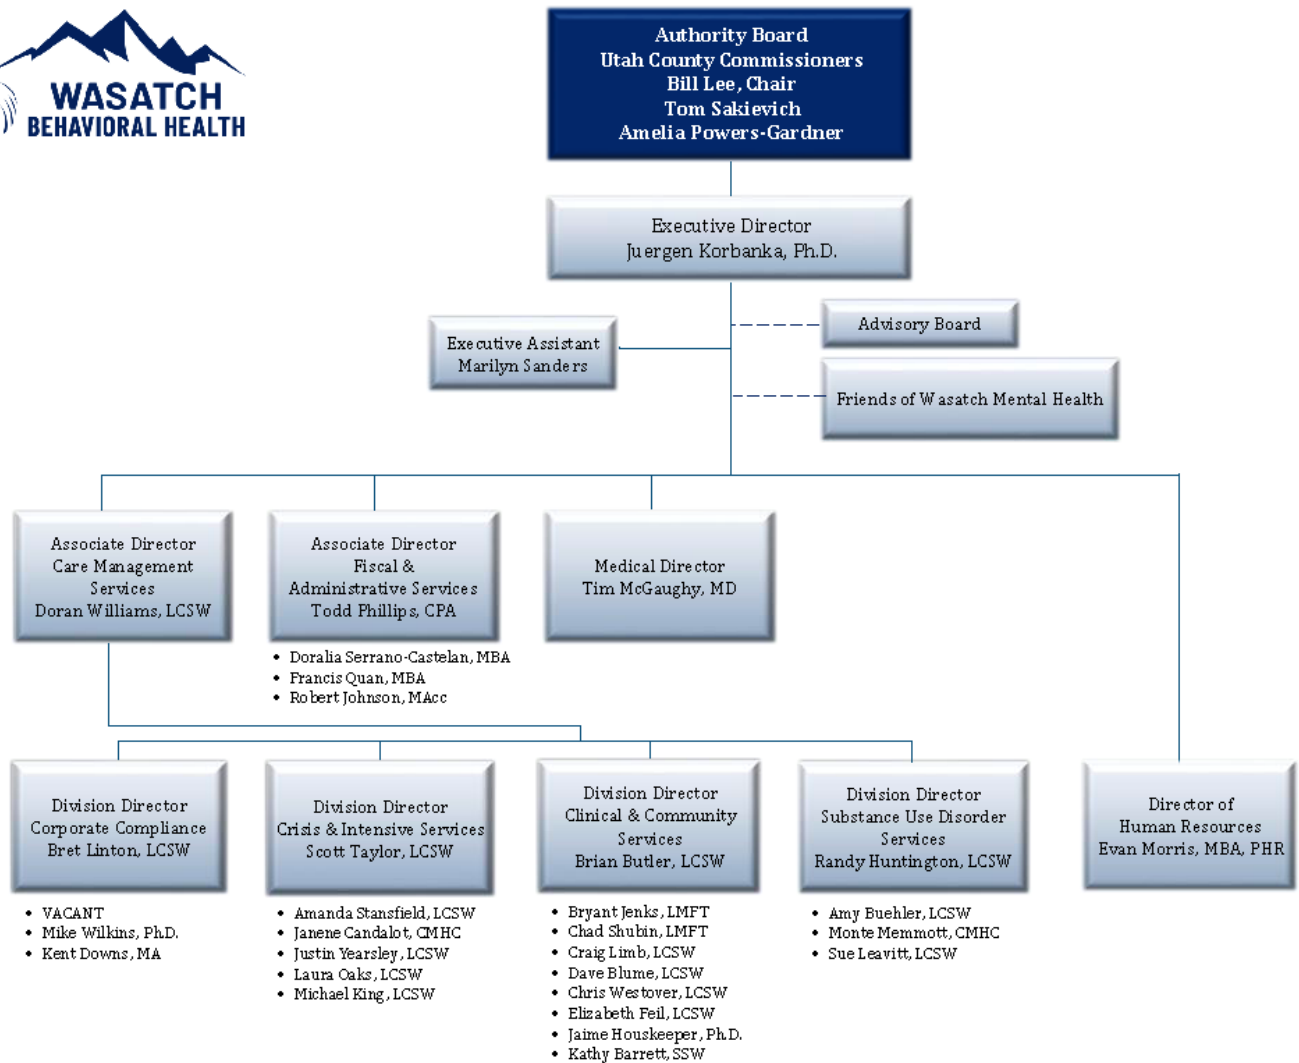 WASATCH
BEHAVIORAL HEALTH
Authority Board
Utah County Commissioners
Bill Lee, Chair
Tom Sakievich
Amelia Powers-Gardner
Executive Director
Juergen Korbanka, Ph.D.
Executive Assistant
Marilyn Sanders
Advisory Board
Friends of Wasatch Mental Health
Associate Director
Care Management
Services
Doran Williams, LCSW
Associate Director
Fiscal &
Administrative Services
Todd Phillips, CPA
• Doralia Serrano-Castelan, MBA
• Francis Quan, MBA
• Robert Johnson, MAcc
Medical Director
Tim McGaughy, MD
Division Director
Corporate Compliance
Bret Linton, LCSW
• VACANT
• Mike Wilkins, Ph.D.
• Kent Downs, MA
Division Director
Crisis & Intensive Services
Scott Taylor, LCSW
• Amanda Stansfield, LCSW
• Janene Candalot, CMHC
• Justin Yearsley, LCSW
• Laura Oaks, LCSW
• Michael King, LCSW
Division Director
Clinical & Community
Services
Brian Butler, LCSW
• Bryant Jenks, LMFT
• Chad Shubin, LMFT
• Craig Limb, LCSW
• Dave Blume, LCSW
• Chris Westover, LCSW
• Elizabeth Feil, LCSW
• Jaime Houskeeper, Ph.D.
• Kathy Barrett, SSW
Division Director
Substance Use Disorder
Services
Randy Huntington, LCSW
• Amy Buehler, LCSW
• Monte Memmott, CMHC
• Sue Leavitt, LCSW
Director of
Human Resources
Evan Morris, MBA, PHR